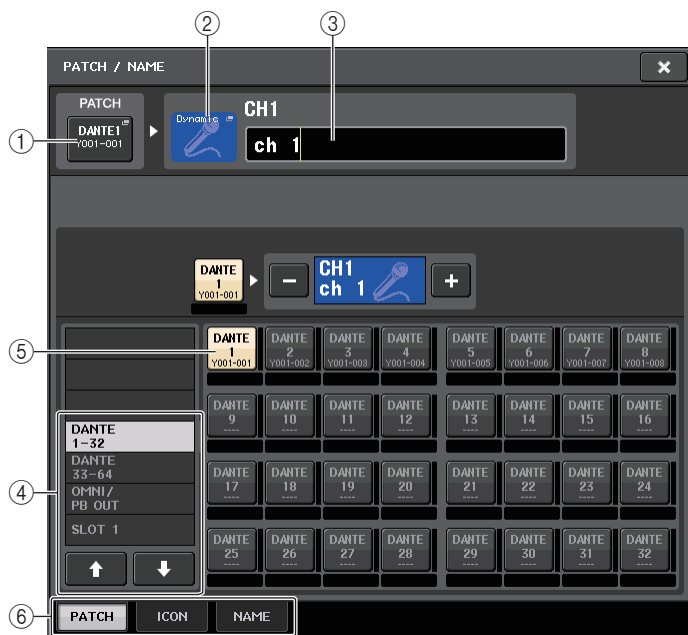 ① ② ③ ④ ⑤ ⑥
PATCH / NAME ×
PATCH
DANTE1
Y001-001
Dynamic
CH1
ch 1
DANTE
1
Y001-001
−
CH1
ch 1
+
DANTE 1 Y001-001
DANTE 2 Y001-002
DANTE 3 Y001-003
DANTE 4 Y001-004
DANTE 5 Y001-005
DANTE 6 Y001-006
DANTE 7 Y001-007
DANTE 8 Y001-008
DANTE 9 ----
DANTE 10 ----
DANTE 11 ----
DANTE 12 ----
DANTE 13 ----
DANTE 14 ----
DANTE 15 ----
DANTE 16 ----
DANTE 17 ----
DANTE 18 ----
DANTE 19 ----
DANTE 20 ----
DANTE 21 ----
DANTE 22 ----
DANTE 23 ----
DANTE 24 ----
DANTE 25 ----
DANTE 26 ----
DANTE 27 ----
DANTE 28 ----
DANTE 29 ----
DANTE 30 ----
DANTE 31 ----
DANTE 32 ----
DANTE
1-32
DANTE
33-64
OMNI/
PB OUT
SLOT 1
PATCH ICON NAME